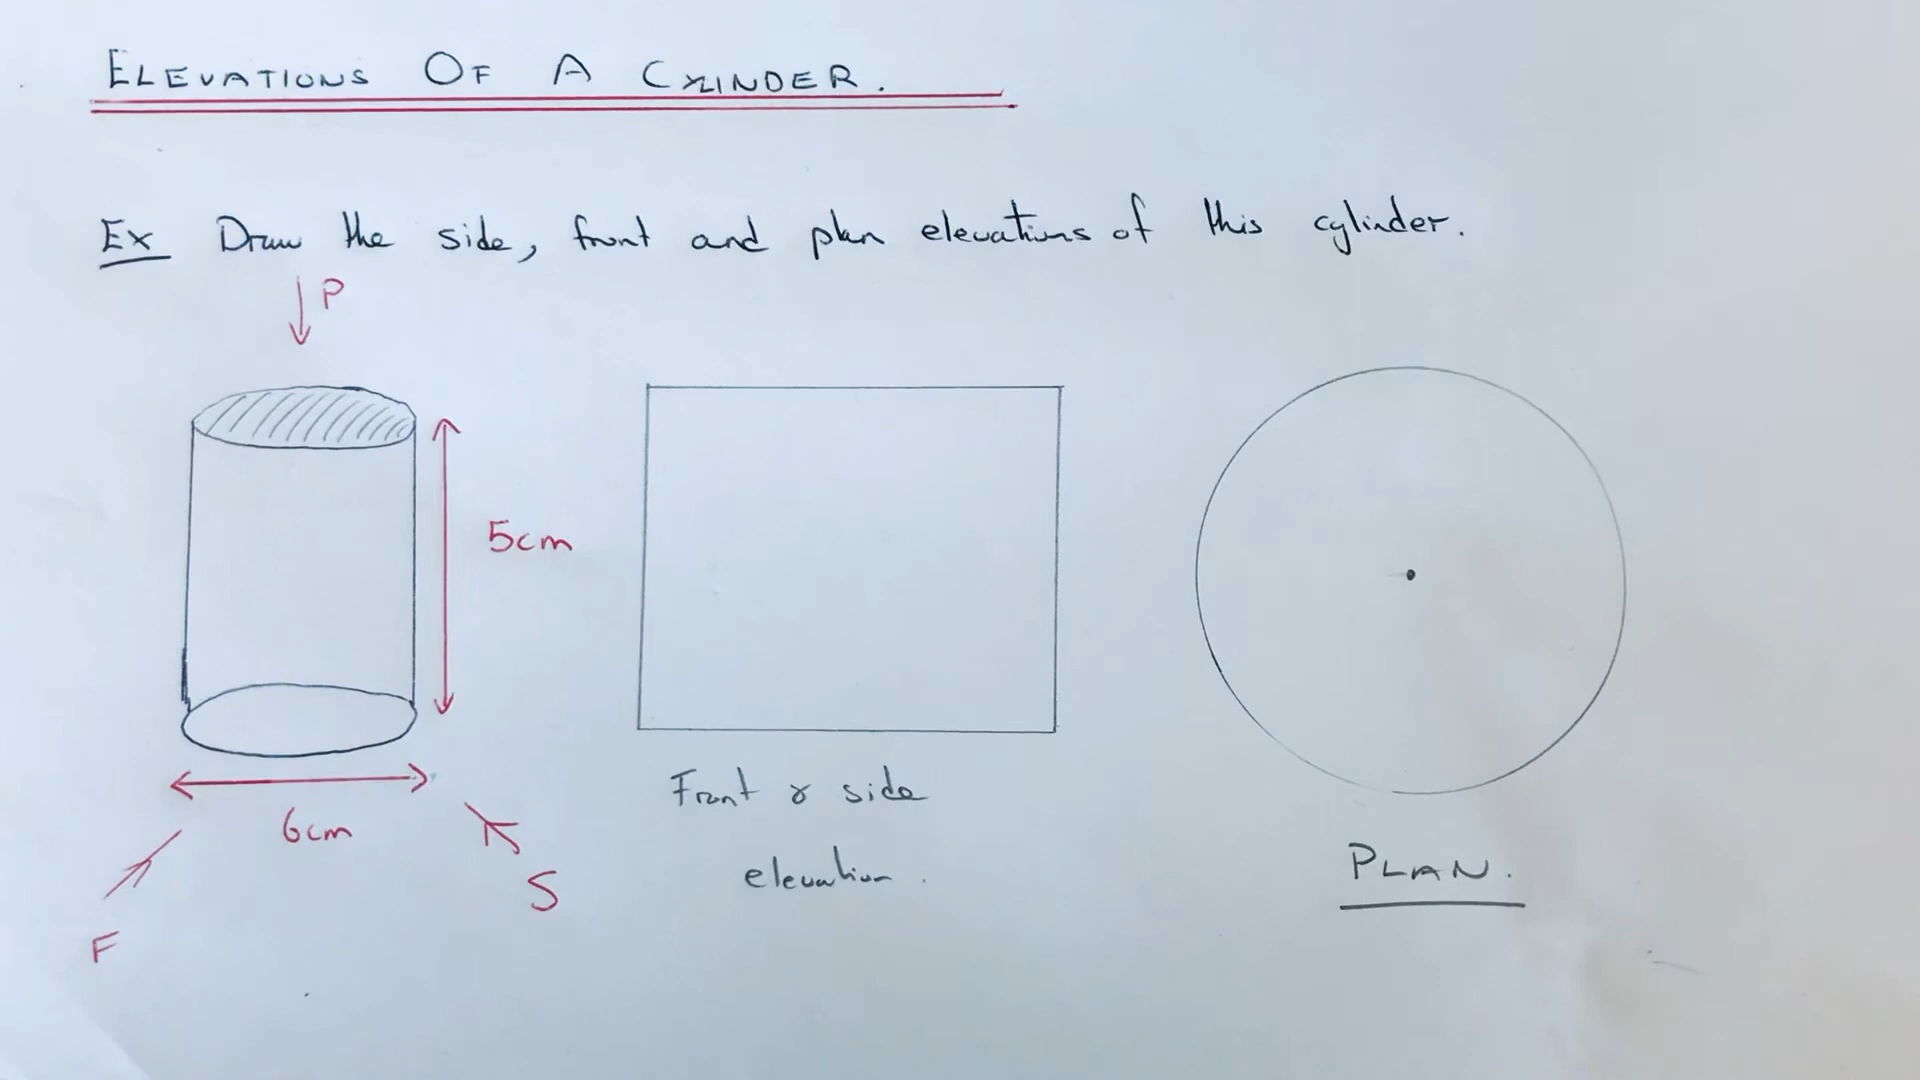 ELEVATIONS OF A CYLINDER.
Ex Draw the side, front and plan elevations of this cylinder.
P
5cm
6cm
F
S
Front & side
elevation.
PLAN.